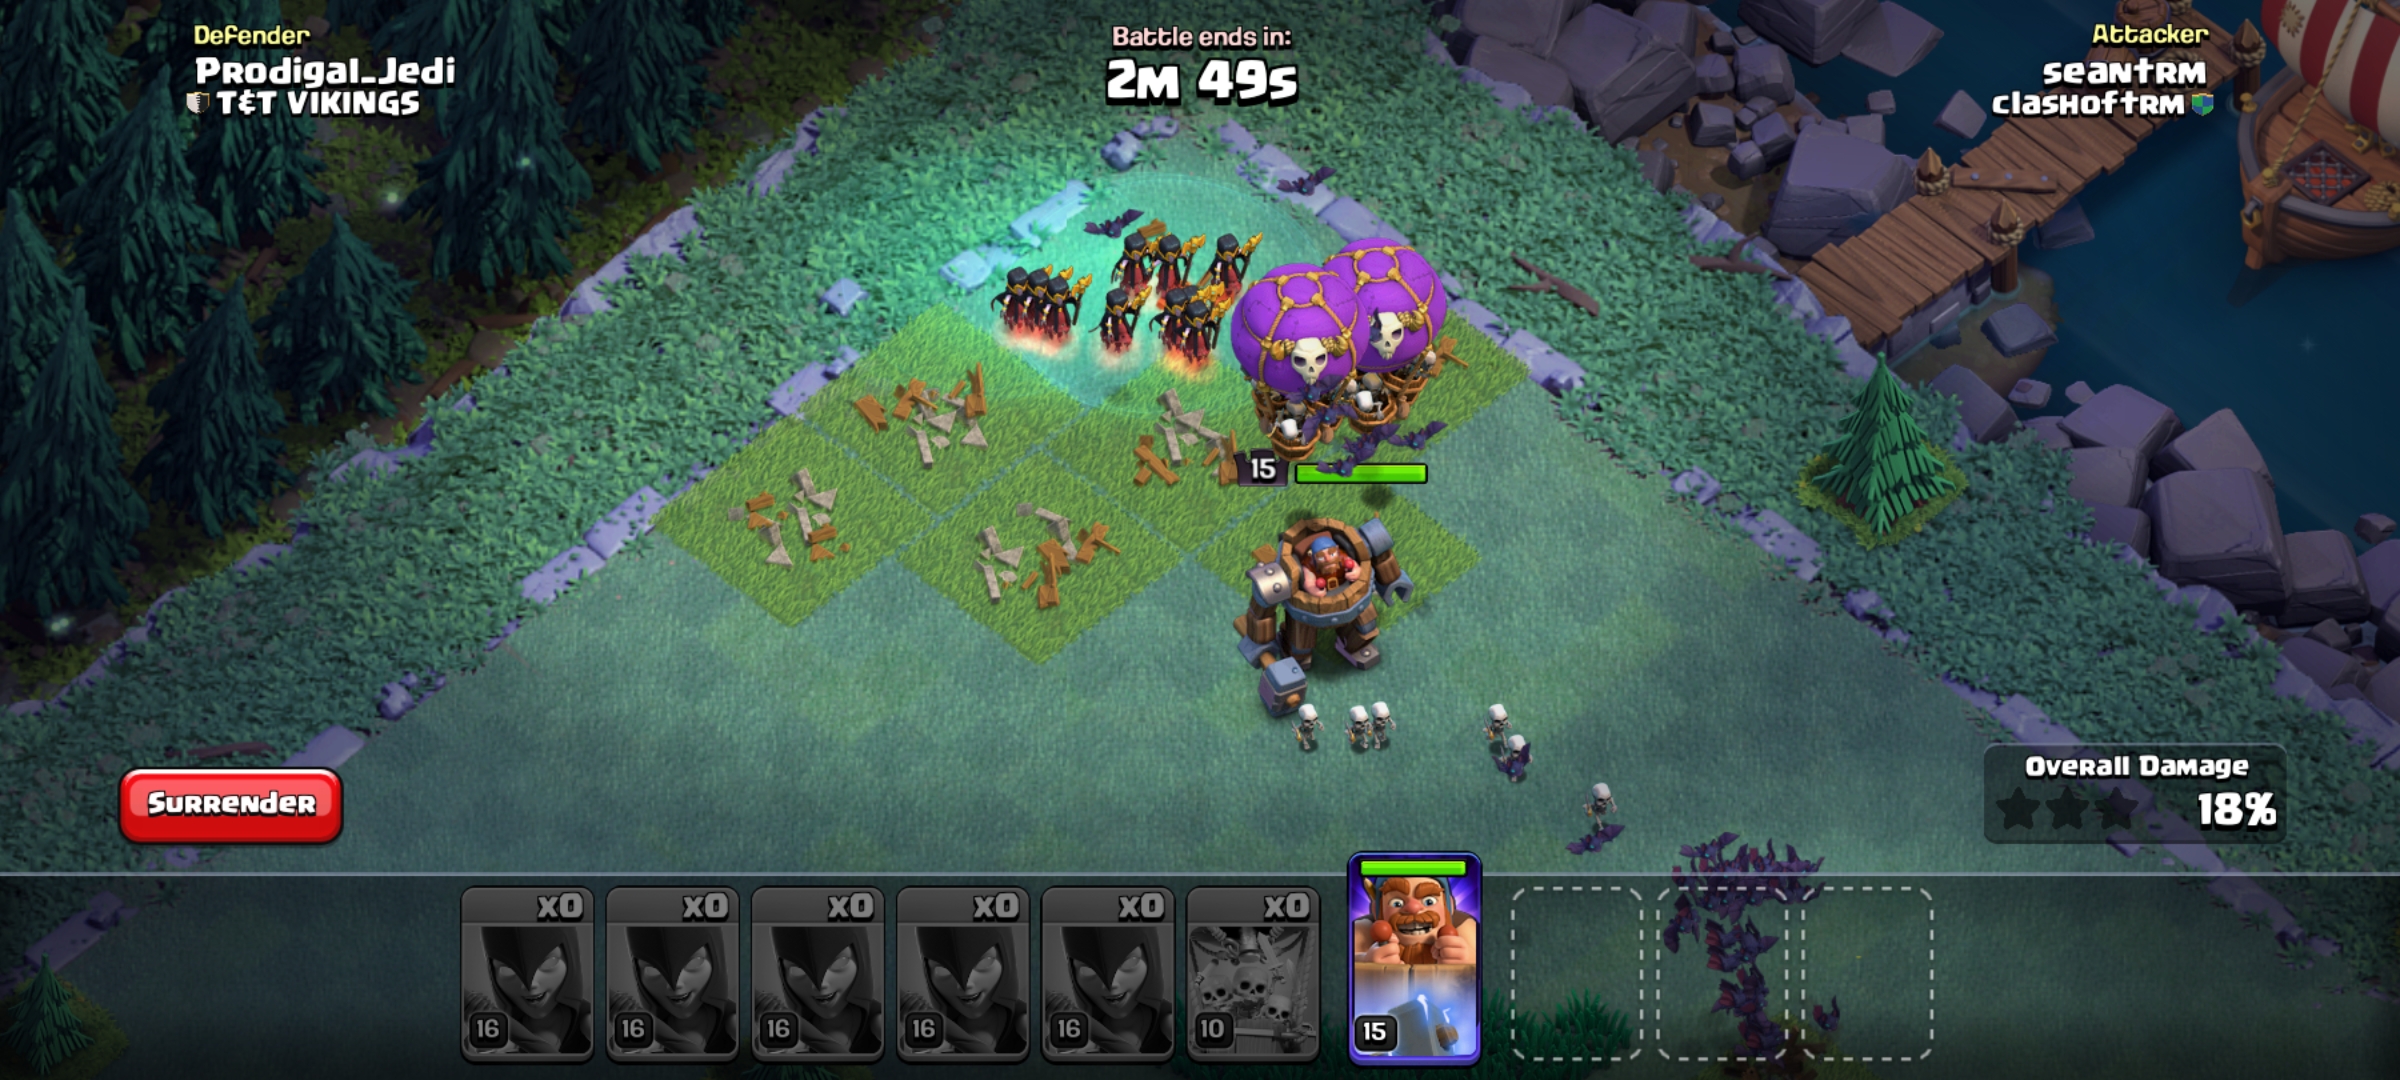 Defender
Prodigal_Jedi
T&T VIKINGS
Battle ends in:
2M 49s
Attacker
seantrm
clashoftrm
15
Surrender
Overall Damage
18%
x0
x0
x0
x0
x0
x0
16
16
16
16
16
10
15